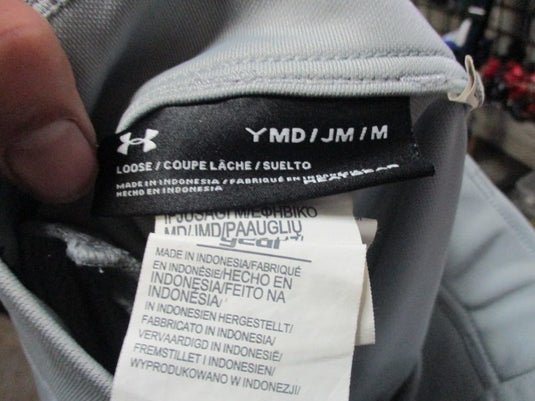 YMD/JM/M
LOOSE / COUPE LÂCHE / SUELTO
MADE IN INDONESIA / FABRIQUÉ EN
HECHO EN INDONESIA
MD/JMD/PAAUGLIŲ
MADE IN INDONESIA/FABRIQUÉ
EN INDONÉSIE/HECHO EN
INDONESIA/FEITO NA
INDONÉSIA/
IN INDONESIEN HERGESTELLT/
FABBRICATO IN INDONESIA/
VERVAARDIGD IN INDONESIË/
FREMSTILLET I INDONESIEN/
WYPRODUKOWANO W INDONEZJI/